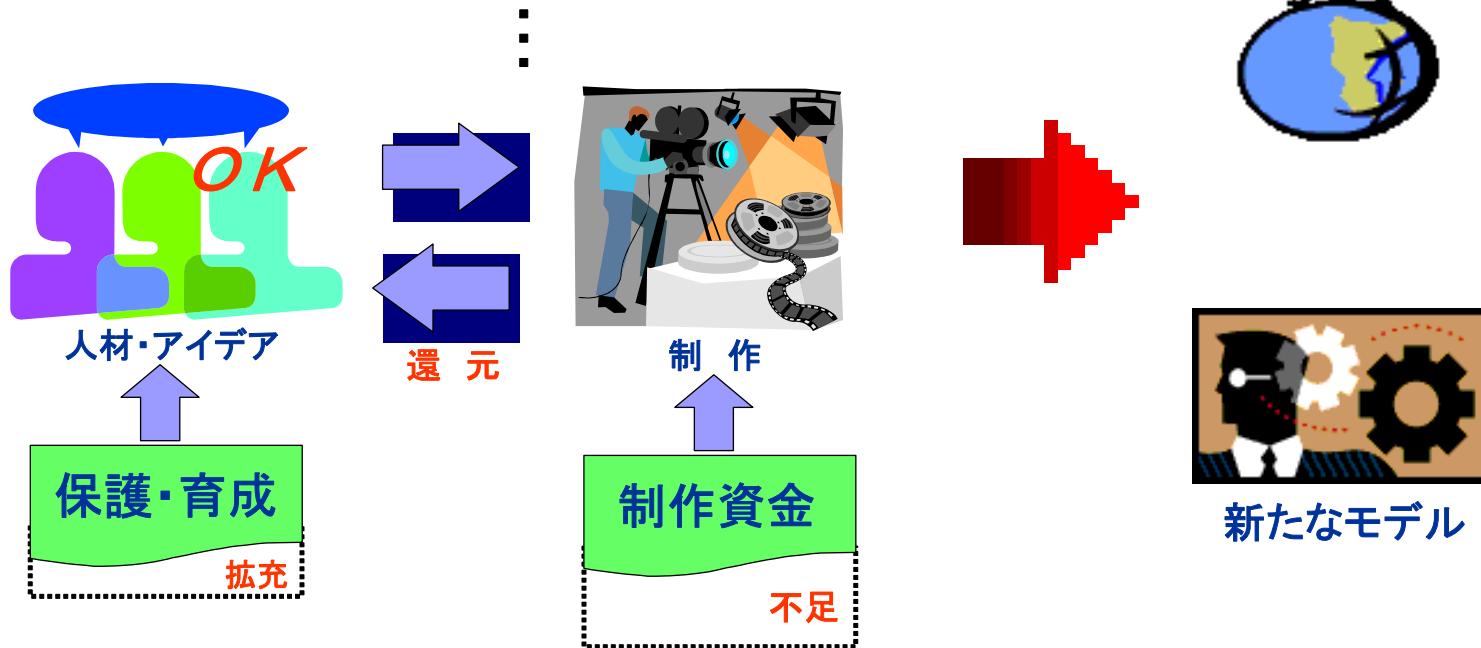 OK
人材・アイデア
還 元
制 作
保護・育成
拡充
制作資金
不足
新たなモデル